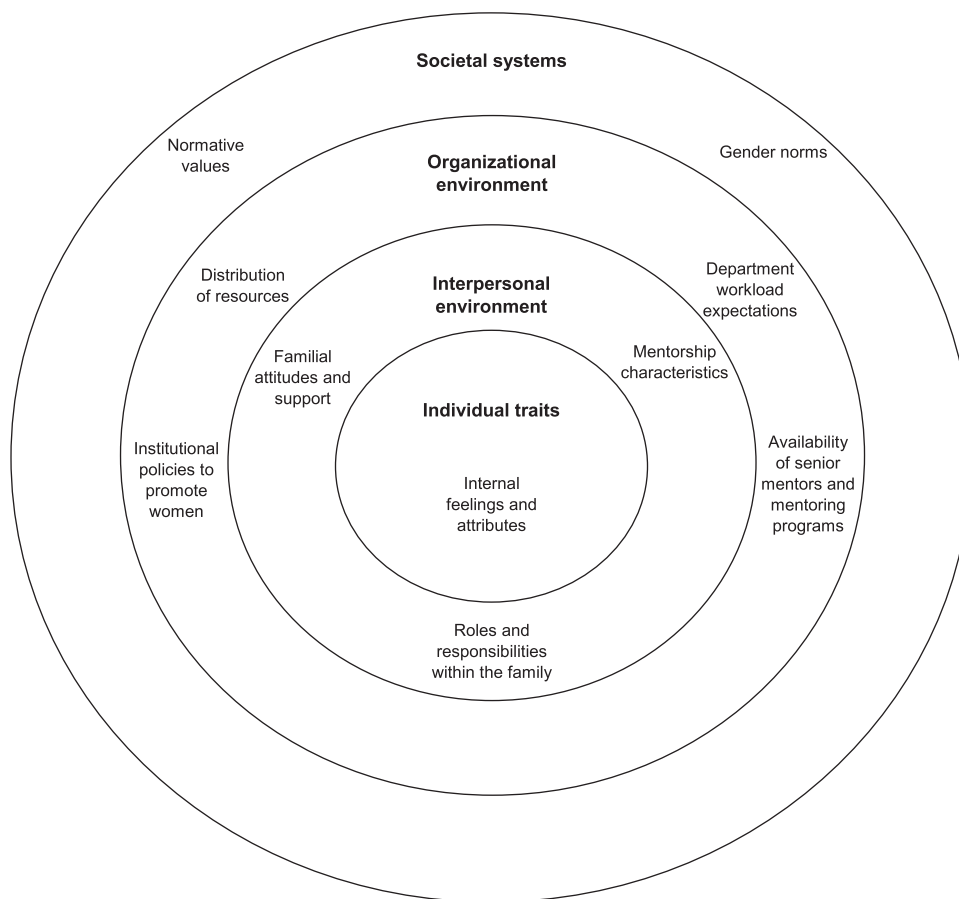 Societal systems
Normative
values
Gender norms
Organizational
environment
Distribution
of resources
Department
workload
expectations
Interpersonal
environment
Familial
attitudes and
support
Mentorship
characteristics
Individual traits
Institutional
policies to
promote
women
Internal
feelings and
attributes
Availability
of senior
mentors and
mentoring
programs
Roles and
responsibilities
within the family